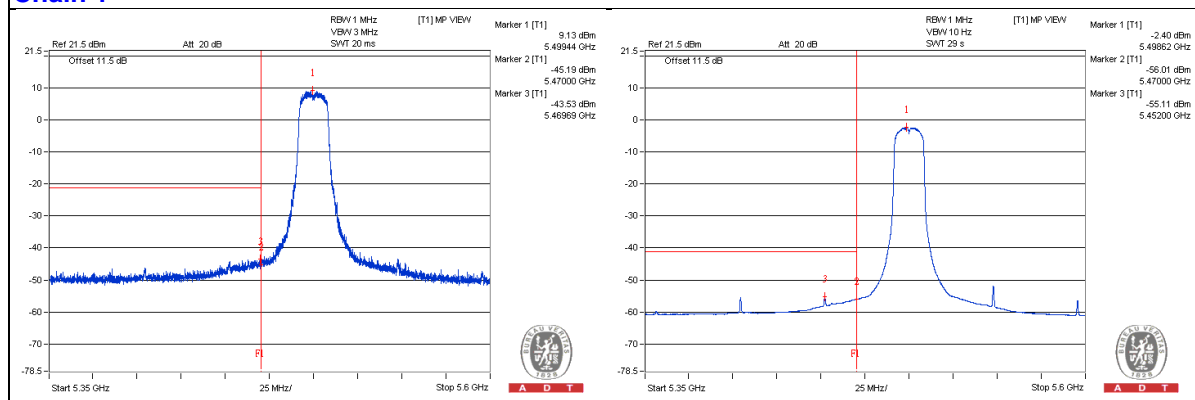 RBW 1 MHz
[T1] MP VIEW
VBW 3 MHz
Ref 21.5 dBm
Att 20 dB
SWT 20 ms
Marker 1 [T1]
9.13 dBm
5.49944 GHz
Marker 2 [T1]
-45.19 dBm
5.47000 GHz
Marker 3 [T1]
-43.53 dBm
5.46969 GHz
21.5
Offset 11.5 dB
10
0
-10
-20
-30
-40
-50
-60
-70
-78.5
1
F1
Start 5.35 GHz
25 MHz/
Stop 5.6 GHz
BUREAU VERITAS
1828
A D T
RBW 1 MHz
[T1] MP VIEW
VBW 10 Hz
Ref 21.5 dBm
Att 20 dB
SWT 29 s
Marker 1 [T1]
-2.40 dBm
5.49862 GHz
Marker 2 [T1]
-56.01 dBm
5.47000 GHz
Marker 3 [T1]
-55.11 dBm
5.45200 GHz
21.5
Offset 11.5 dB
10
0
-10
-20
-30
-40
-50
-60
-70
-78.5
1
3
2
F1
Start 5.35 GHz
25 MHz/
Stop 5.6 GHz
BUREAU VERITAS
1828
A D T